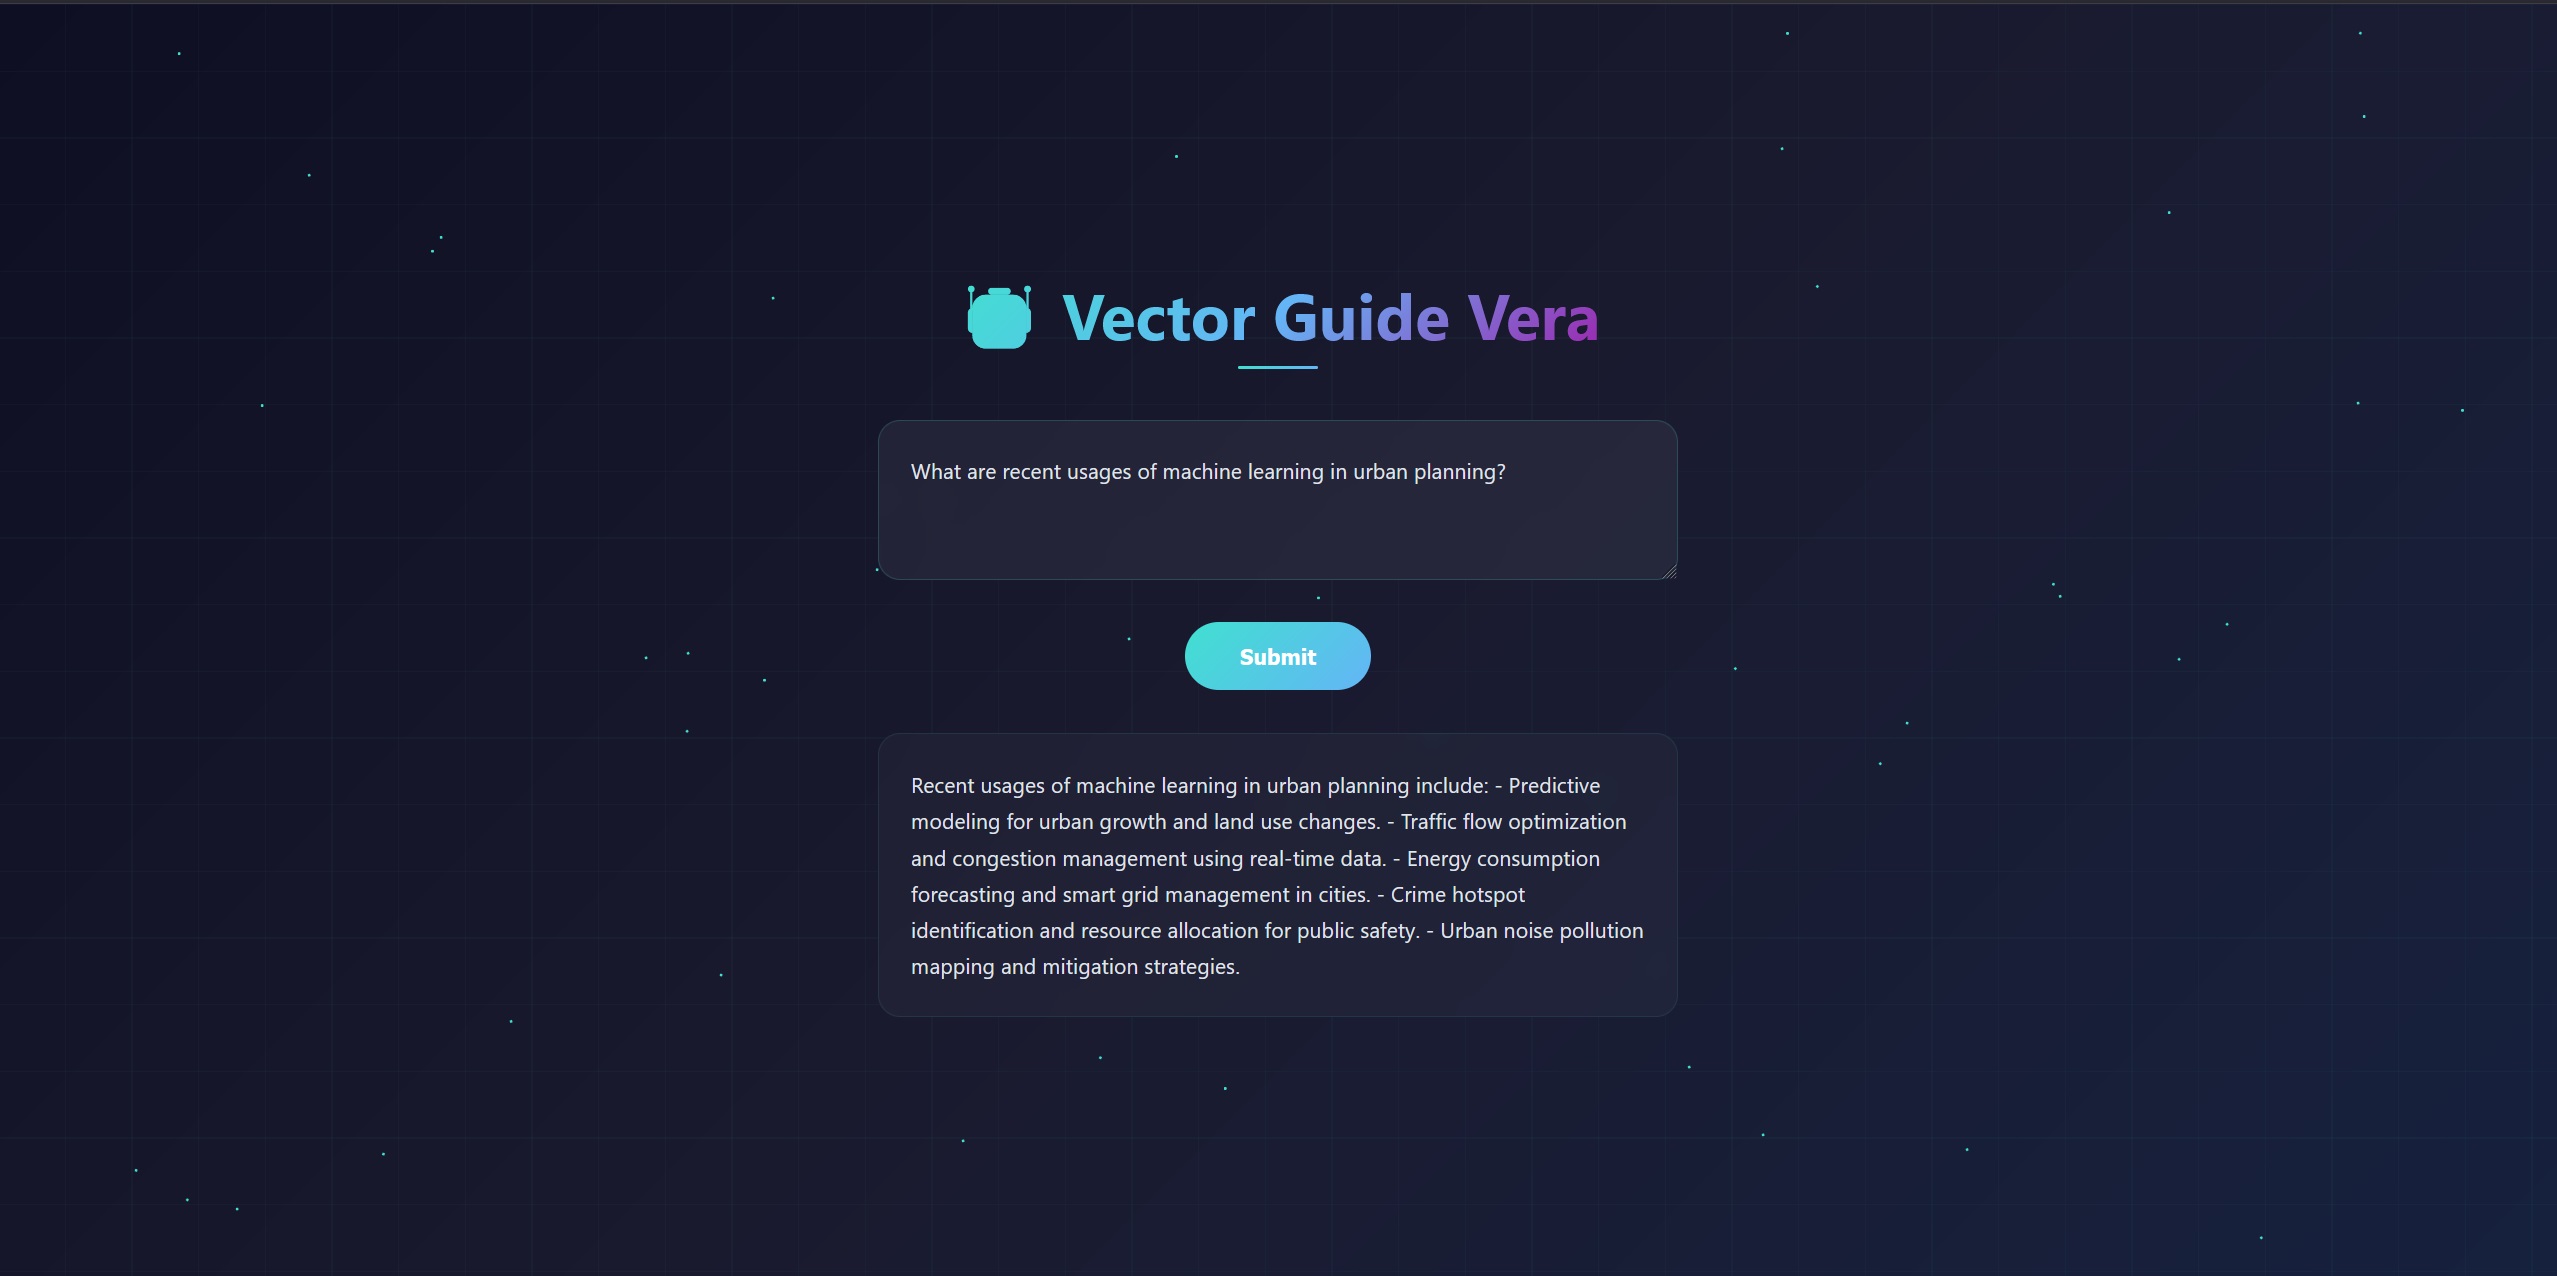 Vector Guide Vera
What are recent usages of machine learning in urban planning?
Submit
Recent usages of machine learning in urban planning include: - Predictive
modeling for urban growth and land use changes. - Traffic flow optimization
and congestion management using real-time data. - Energy consumption
forecasting and smart grid management in cities. - Crime hotspot
identification and resource allocation for public safety. - Urban noise pollution
mapping and mitigation strategies.